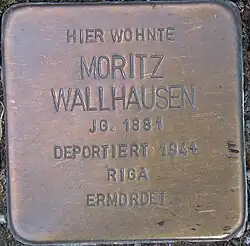 HIER WOHNTE
MORITZ
WALLHAUSEN
JG. 1881
DEPORTIERT 1941
RIGA
ERMORDET